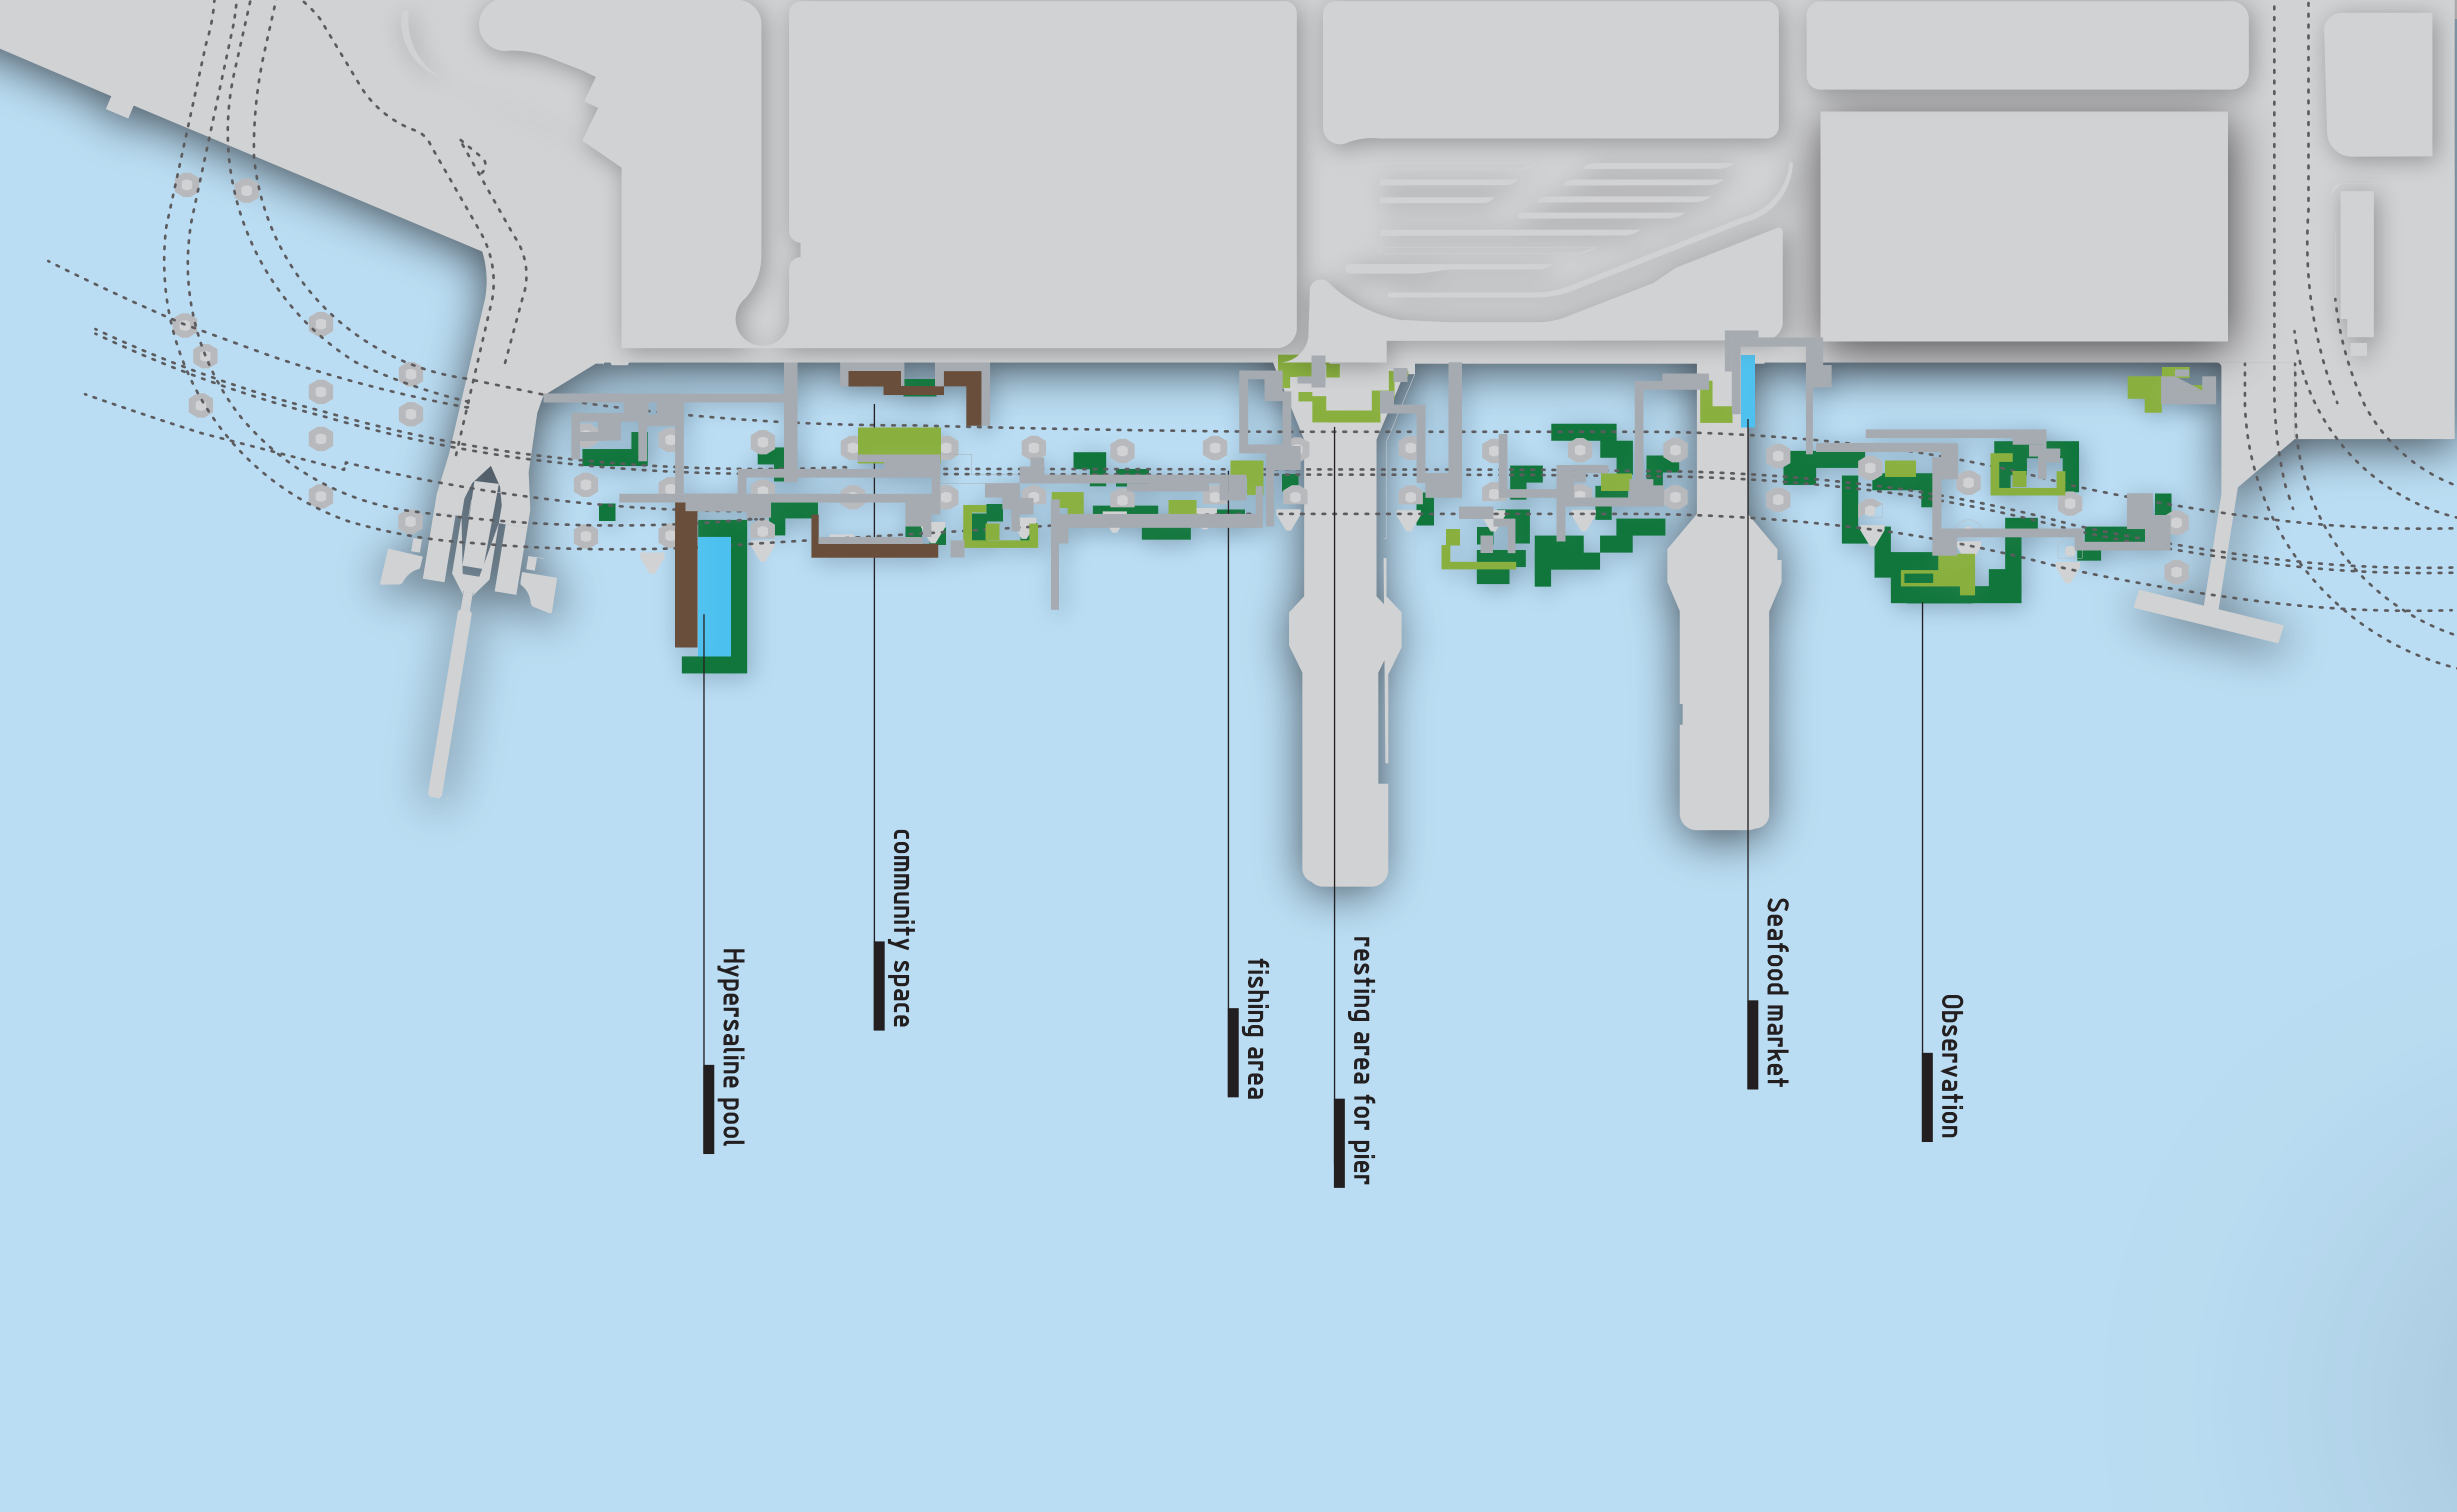 Hypersaline pool
community space
fishing area
resting area for pier
Seafood market
Observation